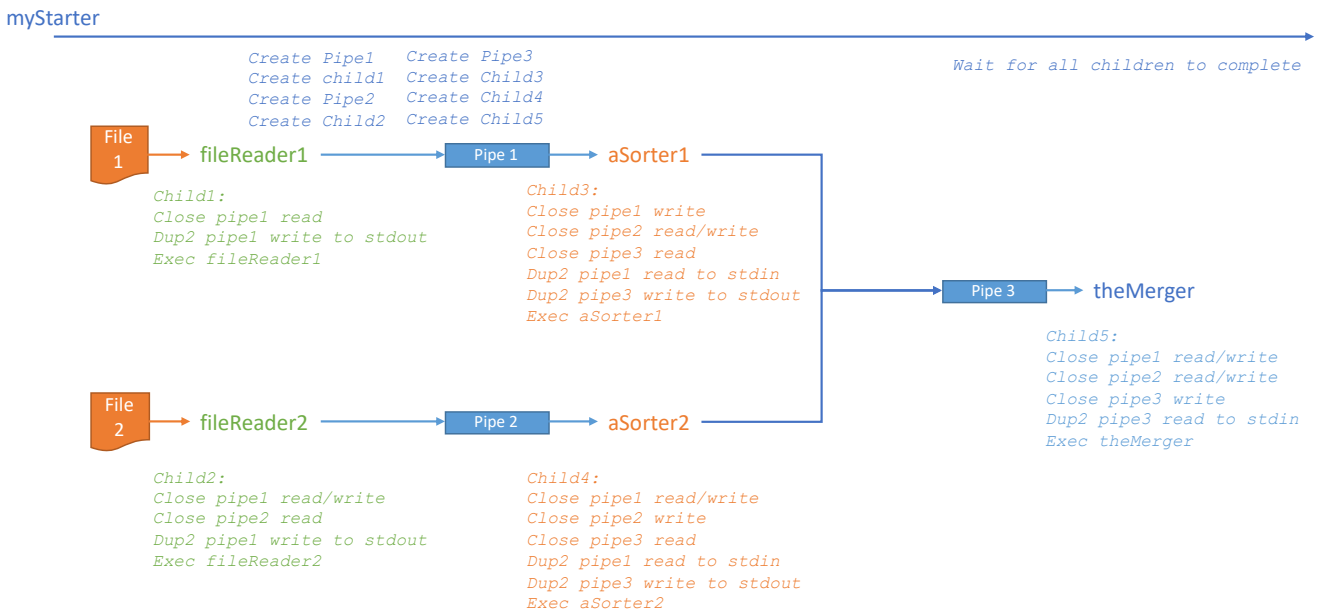 myStarter
Create Pipe1
Create child1
Create Pipe2
Create Child2
Create Pipe3
Create Child3
Create Child4
Create Child5
Wait for all children to complete
File
1
fileReader1
Pipe 1
aSorter1
Child1:
Close pipe1 read
Dup2 pipe1 write to stdout
Exec fileReader1
Child3:
Close pipe1 write
Close pipe2 read/write
Close pipe3 read
Dup2 pipe1 read to stdin
Dup2 pipe3 write to stdout
Exec aSorter1
Pipe 3
theMerger
Child5:
Close pipe1 read/write
Close pipe2 read/write
Close pipe3 write
Dup2 pipe3 read to stdin
Exec theMerger
File
2
fileReader2
Pipe 2
aSorter2
Child2:
Close pipe1 read/write
Close pipe2 read
Dup2 pipe1 write to stdout
Exec fileReader2
Child4:
Close pipe1 read/write
Close pipe2 write
Close pipe3 read
Dup2 pipe1 read to stdin
Dup2 pipe3 write to stdout
Exec aSorter2